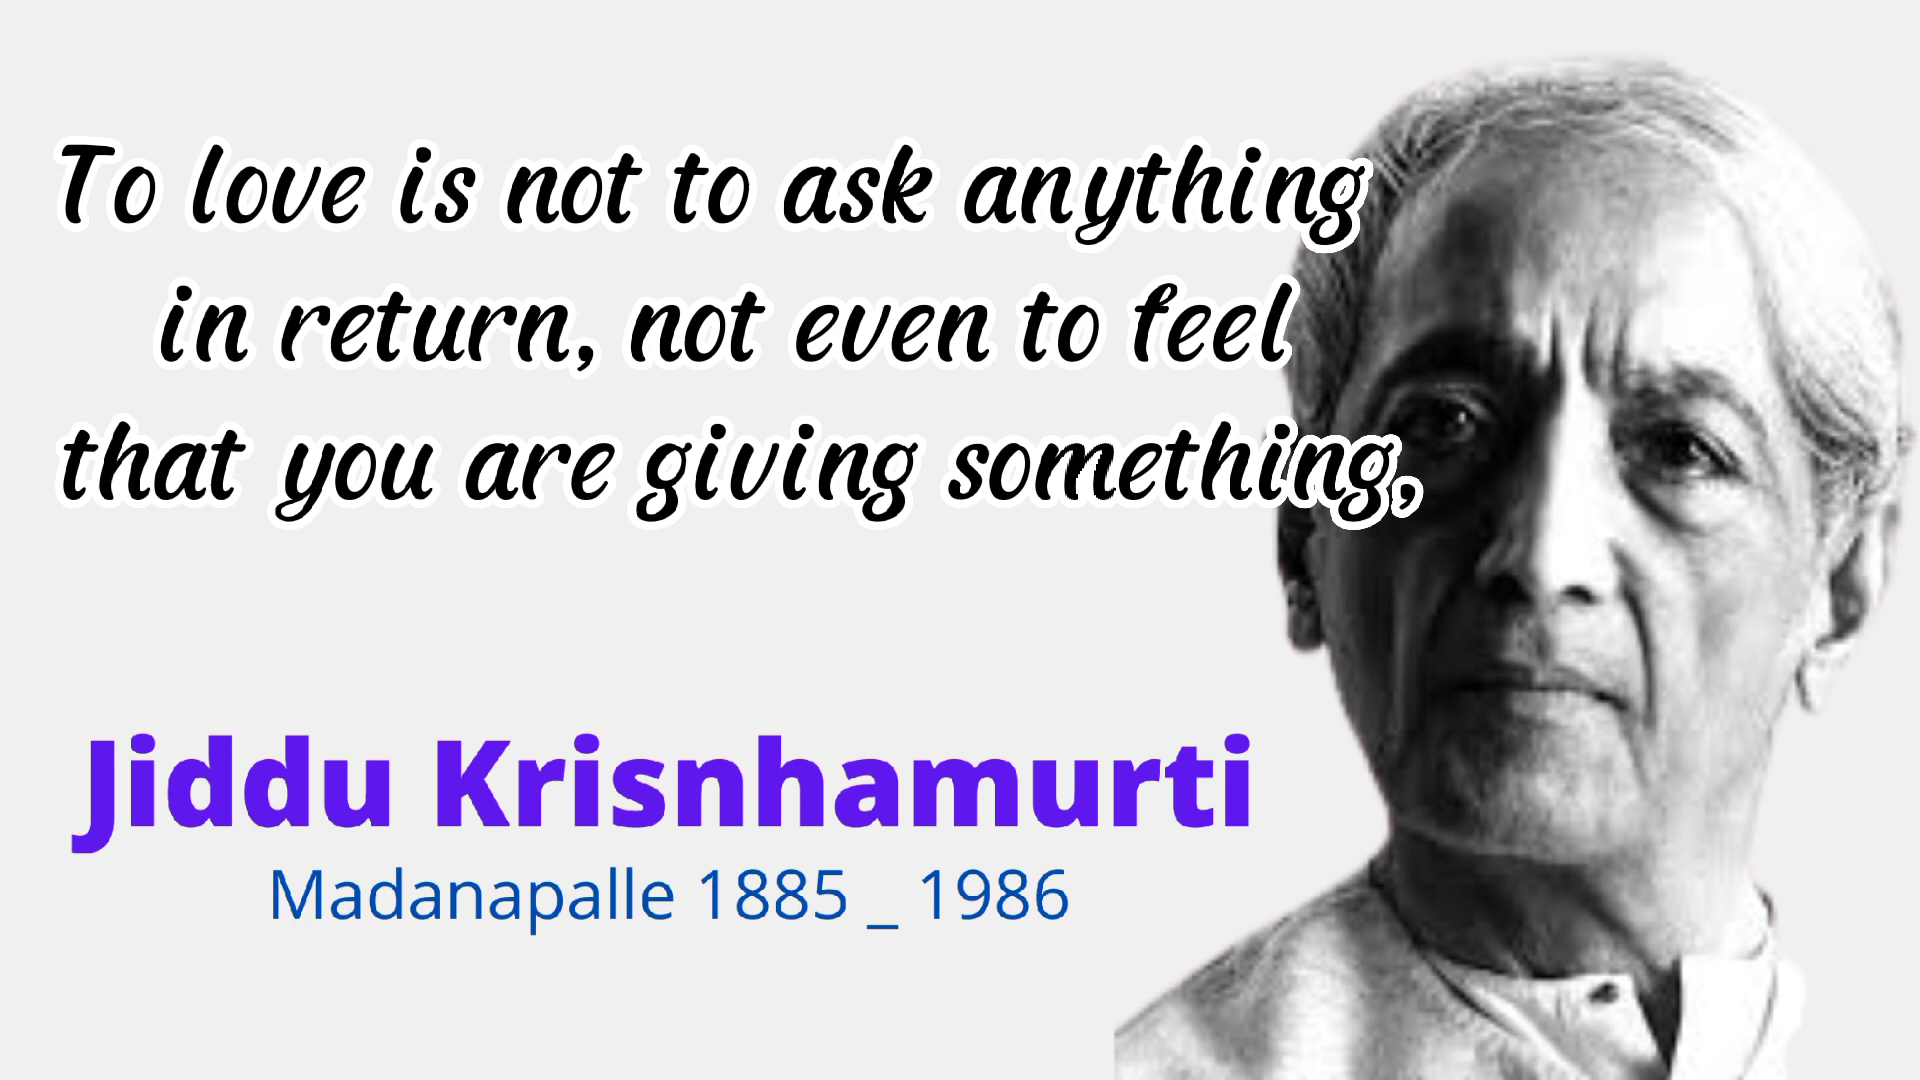 To love is not to ask anything
in return, not even to feel
that you are giving something,
Jiddu Krisnhamurti
Madanapalle 1885 _ 1986